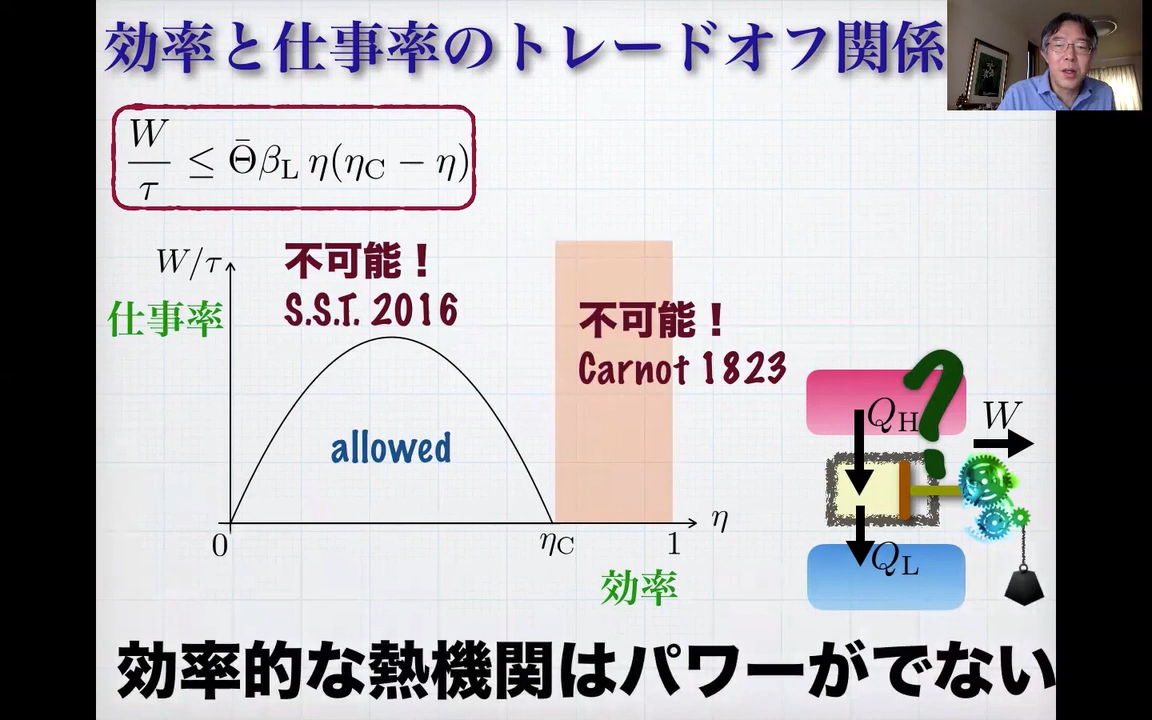 効率と仕事率のトレードオフ関係
W/τ ≤ Θ̄β_L η(η_C − η)
W/τ
仕事率
不可能！
S.S.T. 2016
不可能！
Carnot 1823
allowed
0
η_C
1
η
効率
Q_H
?
W
Q_L
効率的な熱機関はパワーがでない